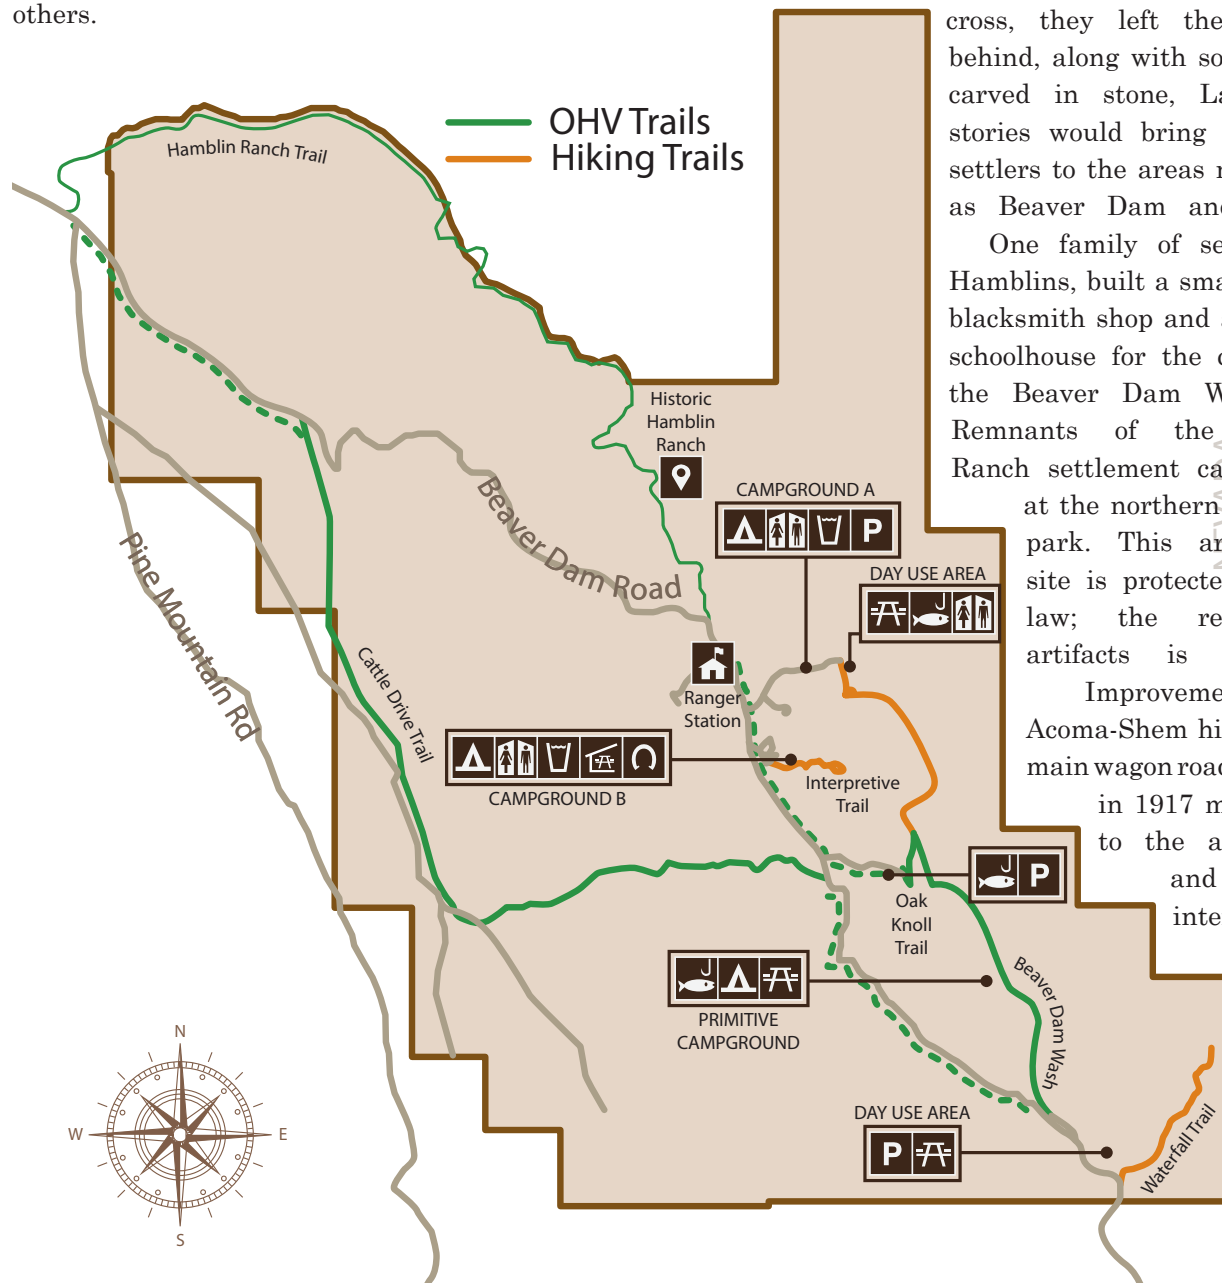 others.
cross, they left the
behind, along with so
carved in stone, La
stories would bring
settlers to the areas
as Beaver Dam and
One family of se
Hamblins, built a sma
blacksmith shop and
schoolhouse for the
the Beaver Dam W
Remnants of the
Ranch settlement ca
at the northern
park. This ar
site is protecte
law; the re
artifacts is
Improveme
Acoma-Shem hi
main wagon road
in 1917 m
to the a
and
inte
OHV Trails
Hiking Trails
Hamblin Ranch Trail
Historic
Hamblin
Ranch
CAMPGROUND A
P
DAY USE AREA
Beaver Dam Road
Pine Mountain Rd
Cattle Drive Trail
Ranger
Station
CAMPGROUND B
Interpretive
Trail
P
Oak
Knoll
Trail
PRIMITIVE
CAMPGROUND
Beaver Dam Wash
DAY USE AREA
P
Waterfall Trail
N
W
E
S